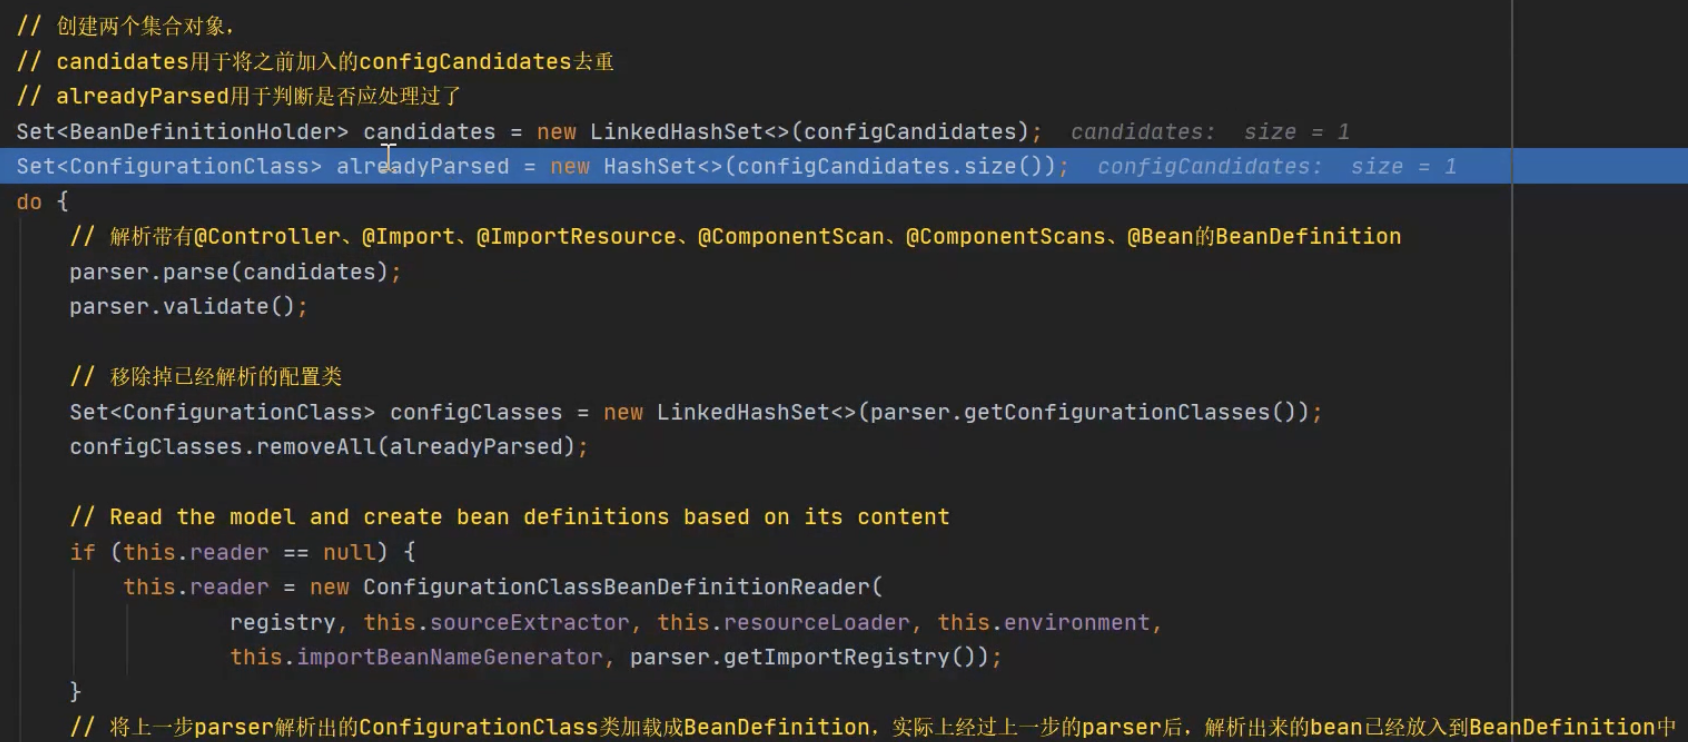 // 创建两个集合对象，
// candidates用于将之前加入的configCandidates去重
// alreadyParsed用于判断是否应处理过了
Set<BeanDefinitionHolder> candidates = new LinkedHashSet<>(configCandidates);  candidates:  size = 1
Set<ConfigurationClass> alreadyParsed = new HashSet<>(configCandidates.size());  configCandidates:  size = 1
do {
// 解析带有@Controller、@Import、@ImportResource、@ComponentScan、@ComponentScans、@Bean的BeanDefinition
parser.parse(candidates);
parser.validate();
// 移除掉已经解析的配置类
Set<ConfigurationClass> configClasses = new LinkedHashSet<>(parser.getConfigurationClasses());
configClasses.removeAll(alreadyParsed);
// Read the model and create bean definitions based on its content
if (this.reader == null) {
this.reader = new ConfigurationClassBeanDefinitionReader(
registry, this.sourceExtractor, this.resourceLoader, this.environment,
this.importBeanNameGenerator, parser.getImportRegistry());
}
// 将上一步parser解析出的ConfigurationClass类加载成BeanDefinition，实际上经过上一步的parser后，解析出来的bean已经放入到BeanDefinition中